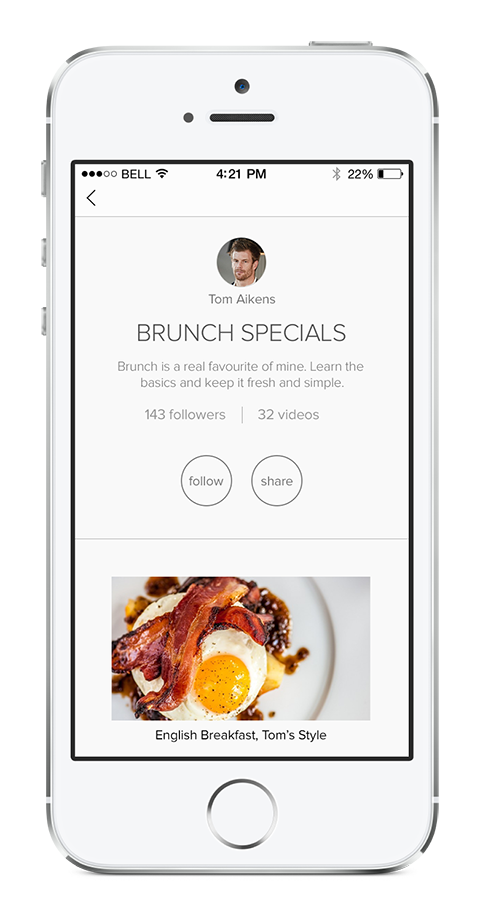 BELL 4:21 PM 22%
Tom Aikens
BRUNCH SPECIALS
Brunch is a real favourite of mine. Learn the
basics and keep it fresh and simple.
143 followers | 32 videos
follow share
English Breakfast, Tom's Style